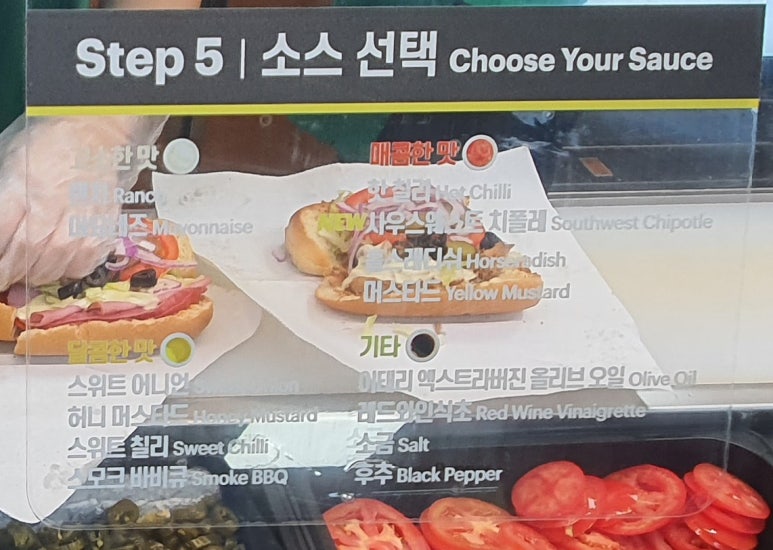 Step 5 | 소스 선택 Choose Your Sauce
고소한 맛
랜치 Ranch
마요네즈 Mayonnaise
매콤한 맛
핫 칠리 Hot Chilli
NEW 사우스웨스트 치폴레 Southwest Chipotle
홀스래디쉬 Horseradish
머스타드 Yellow Mustard
달콤한 맛
스위트 어니언 Sweet Onion
허니 머스타드 Honey Mustard
스위트 칠리 Sweet Chilli
스모크 바비큐 Smoke BBQ
기타
엑스트라버진 올리브 오일 Olive Oil
레드와인식초 Red Wine Vinaigrette
소금 Salt
후추 Black Pepper